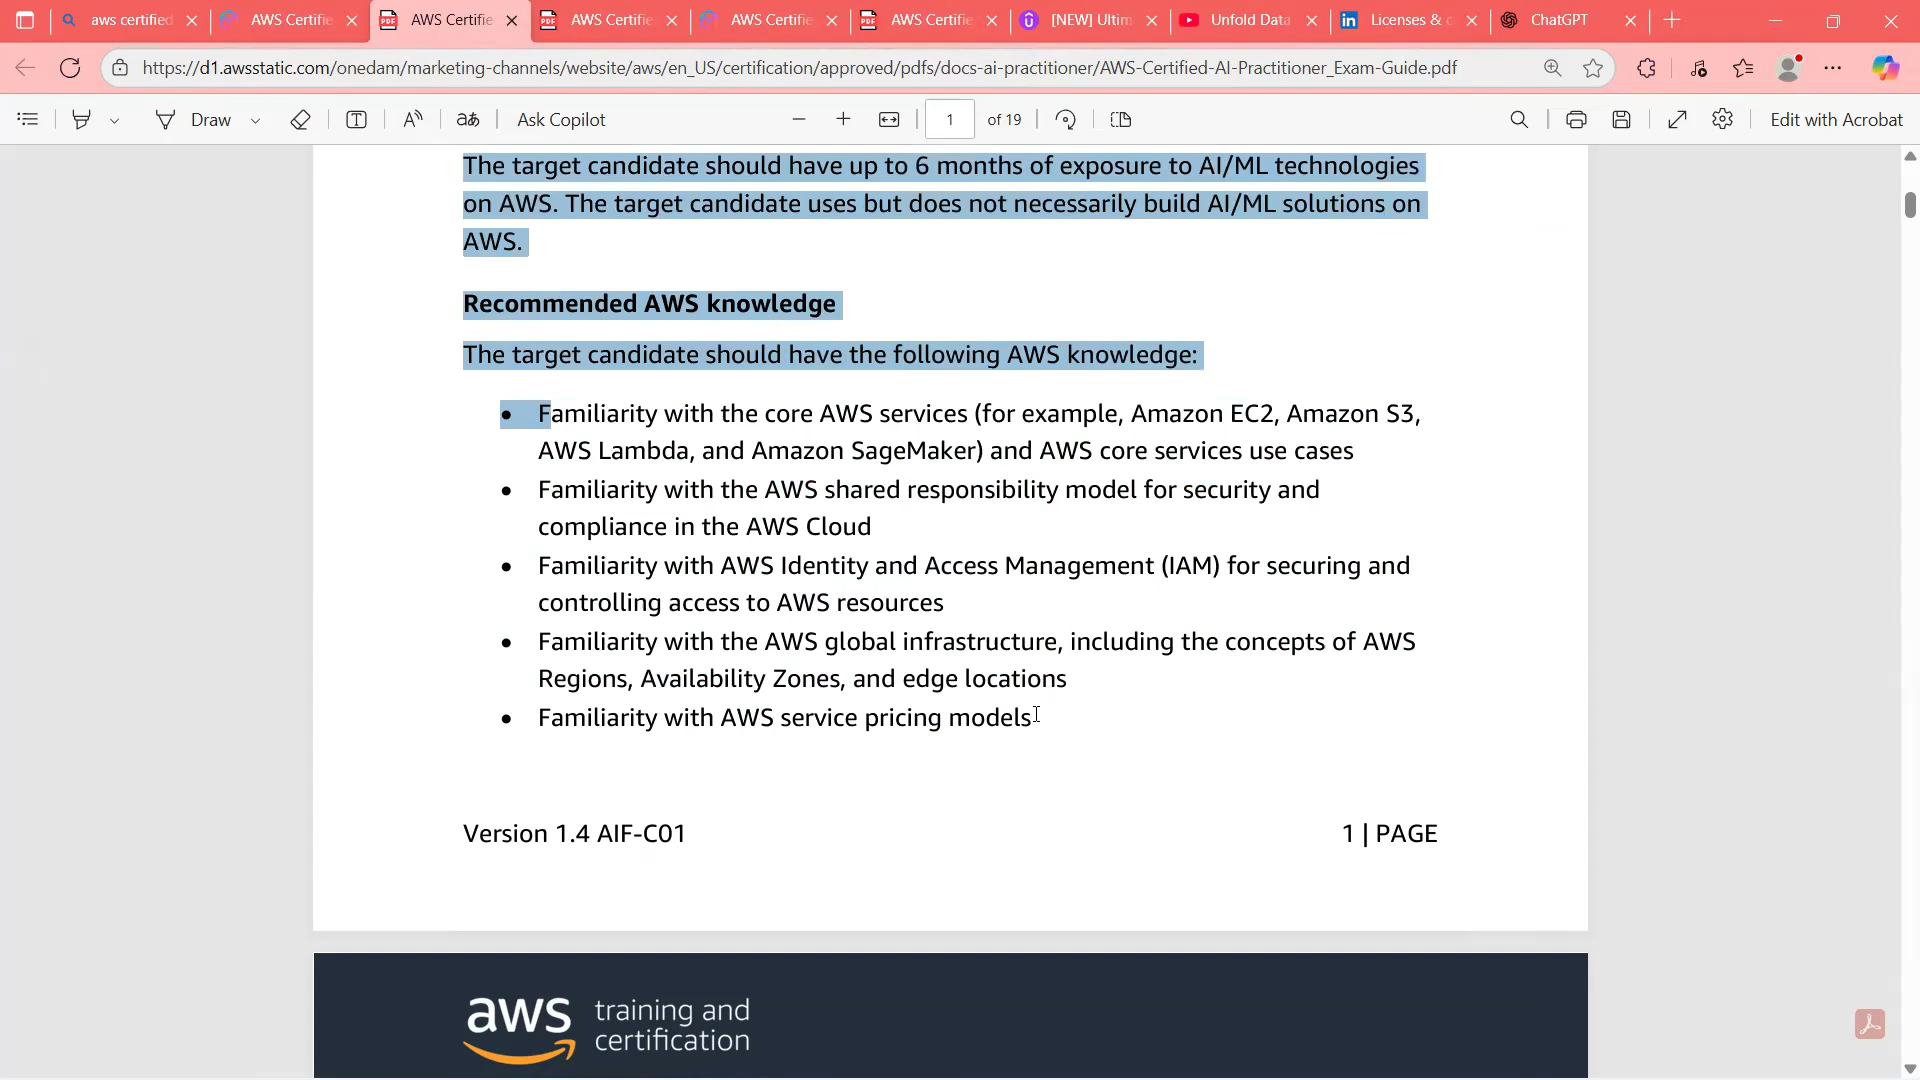 aws certified
AWS Certifie
AWS Certifie
AWS Certifie
AWS Certifie
AWS Certifie
[NEW] Ultim
Unfold Data
Licenses & c
ChatGPT
https://d1.awsstatic.com/onedam/marketing-channels/website/aws/en_US/certification/approved/pdfs/docs-ai-practitioner/AWS-Certified-AI-Practitioner_Exam-Guide.pdf
Draw
Ask Copilot
1
of 19
Edit with Acrobat
The target candidate should have up to 6 months of exposure to AI/ML technologies
on AWS. The target candidate uses but does not necessarily build AI/ML solutions on
AWS.
Recommended AWS knowledge
The target candidate should have the following AWS knowledge:
• Familiarity with the core AWS services (for example, Amazon EC2, Amazon S3,
AWS Lambda, and Amazon SageMaker) and AWS core services use cases
• Familiarity with the AWS shared responsibility model for security and
compliance in the AWS Cloud
• Familiarity with AWS Identity and Access Management (IAM) for securing and
controlling access to AWS resources
• Familiarity with the AWS global infrastructure, including the concepts of AWS
Regions, Availability Zones, and edge locations
• Familiarity with AWS service pricing models
Version 1.4 AIF-C01
1 | PAGE
aws training and
certification